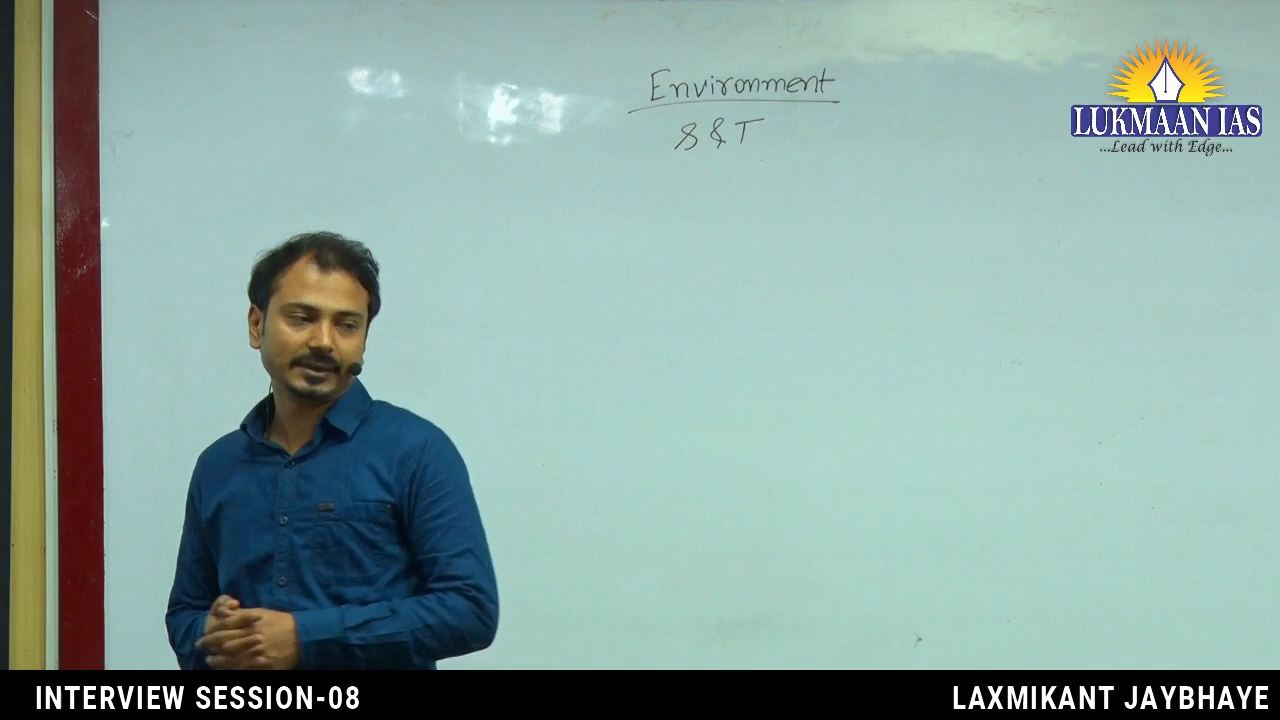 Environment
S & T
LUKMAAN IAS
...Lead with Edge...
INTERVIEW SESSION-08
LAXMIKANT JAYBHAYE